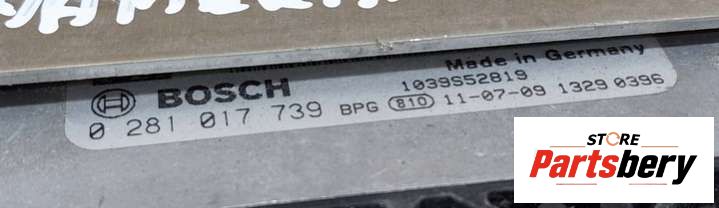 Made in Germany
BOSCH 1039S52819
0 281 017 739 BPG 810 11-07-09 1329 0396
STORE
Partsbery